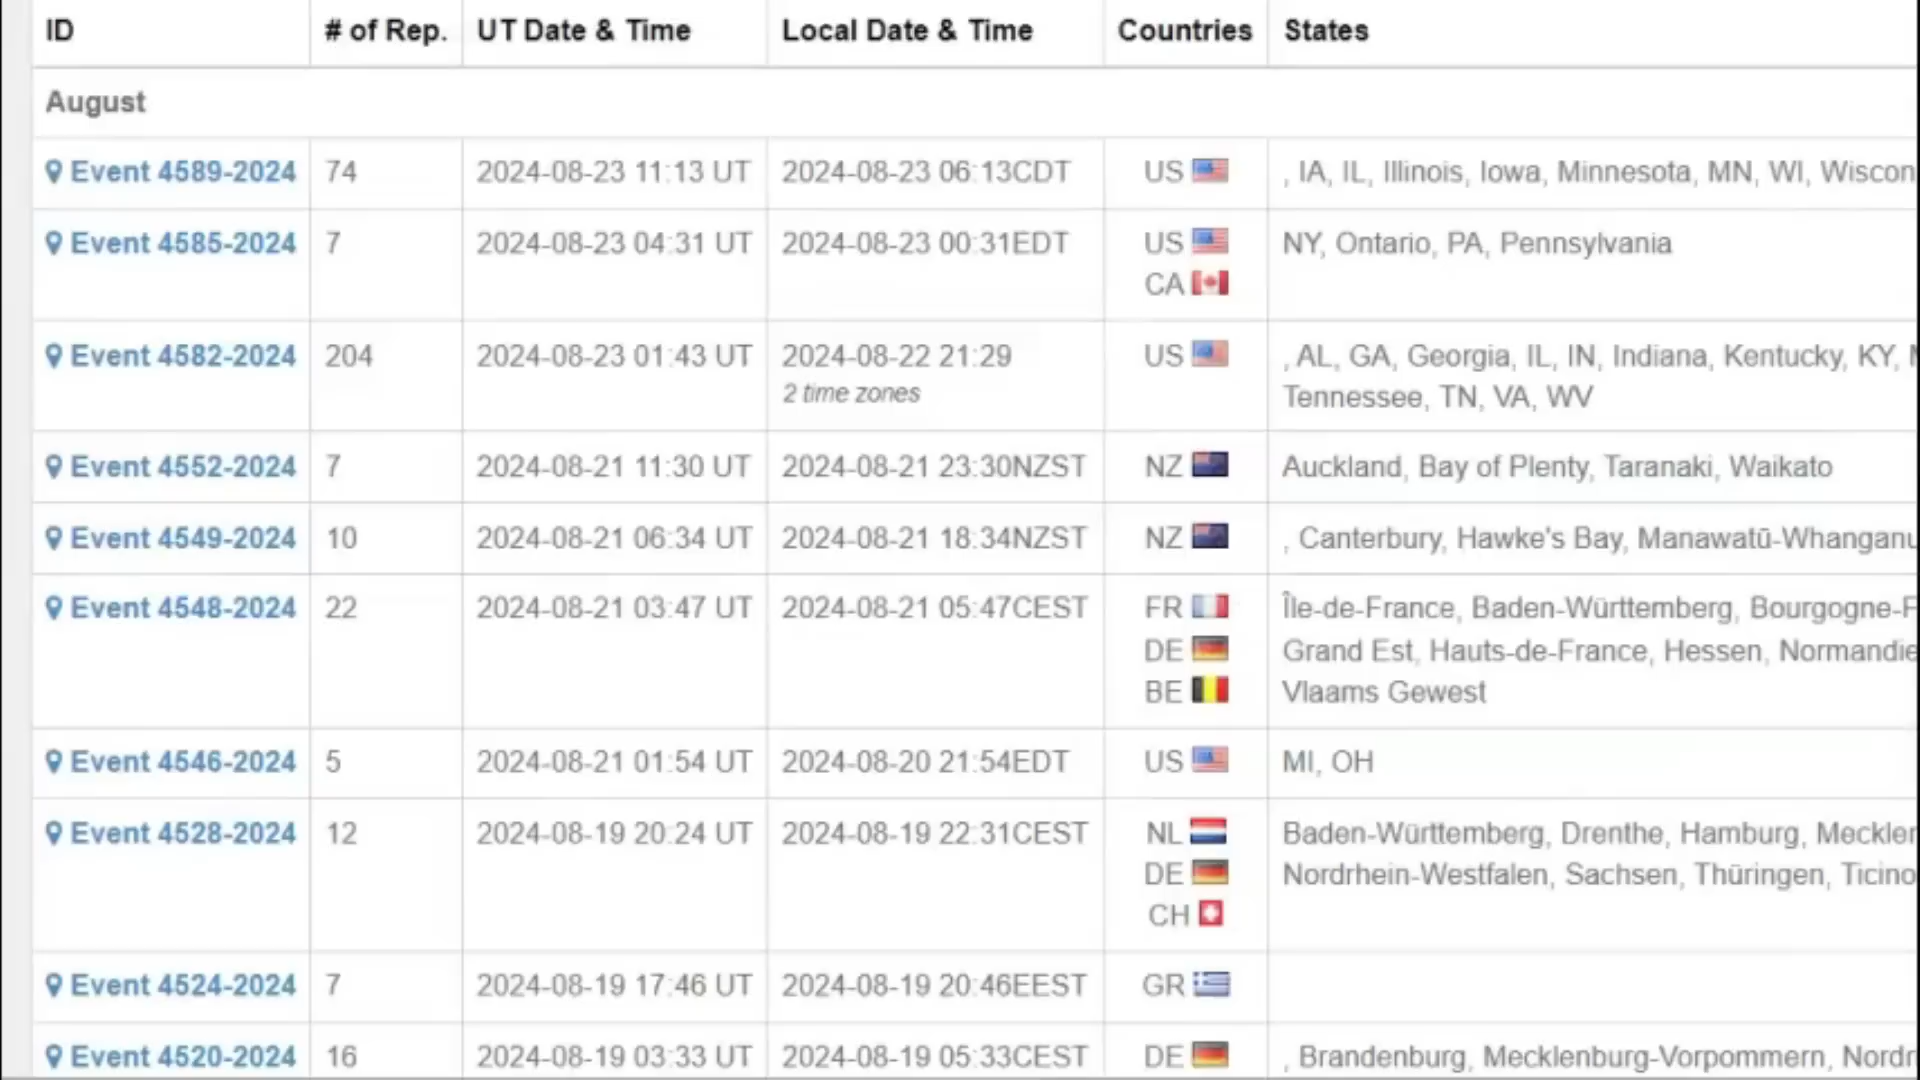 ID # of Rep. UT Date & Time Local Date & Time Countries States
August
Event 4589-2024 74 2024-08-23 11:13 UT 2024-08-23 06:13CDT US , IA, IL, Illinois, Iowa, Minnesota, MN, WI, Wiscon
Event 4585-2024 7 2024-08-23 04:31 UT 2024-08-23 00:31EDT US NY, Ontario, PA, Pennsylvania
CA
Event 4582-2024 204 2024-08-23 01:43 UT 2024-08-22 21:29 US , AL, GA, Georgia, IL, IN, Indiana, Kentucky, KY,
2 time zones Tennessee, TN, VA, WV
Event 4552-2024 7 2024-08-21 11:30 UT 2024-08-21 23:30NZST NZ Auckland, Bay of Plenty, Taranaki, Waikato
Event 4549-2024 10 2024-08-21 06:34 UT 2024-08-21 18:34NZST NZ , Canterbury, Hawke's Bay, Manawatū-Whanganu
Event 4548-2024 22 2024-08-21 03:47 UT 2024-08-21 05:47CEST FR Île-de-France, Baden-Württemberg, Bourgogne-F
DE Grand Est, Hauts-de-France, Hessen, Normandie
BE Vlaams Gewest
Event 4546-2024 5 2024-08-21 01:54 UT 2024-08-20 21:54EDT US MI, OH
Event 4528-2024 12 2024-08-19 20:24 UT 2024-08-19 22:31CEST NL Baden-Württemberg, Drenthe, Hamburg, Mecklen
DE Nordrhein-Westfalen, Sachsen, Thüringen, Ticino
CH
Event 4524-2024 7 2024-08-19 17:46 UT 2024-08-19 20:46EEST GR
Event 4520-2024 16 2024-08-19 03:33 UT 2024-08-19 05:33CEST DE , Brandenburg, Mecklenburg-Vorpommern, Nordr